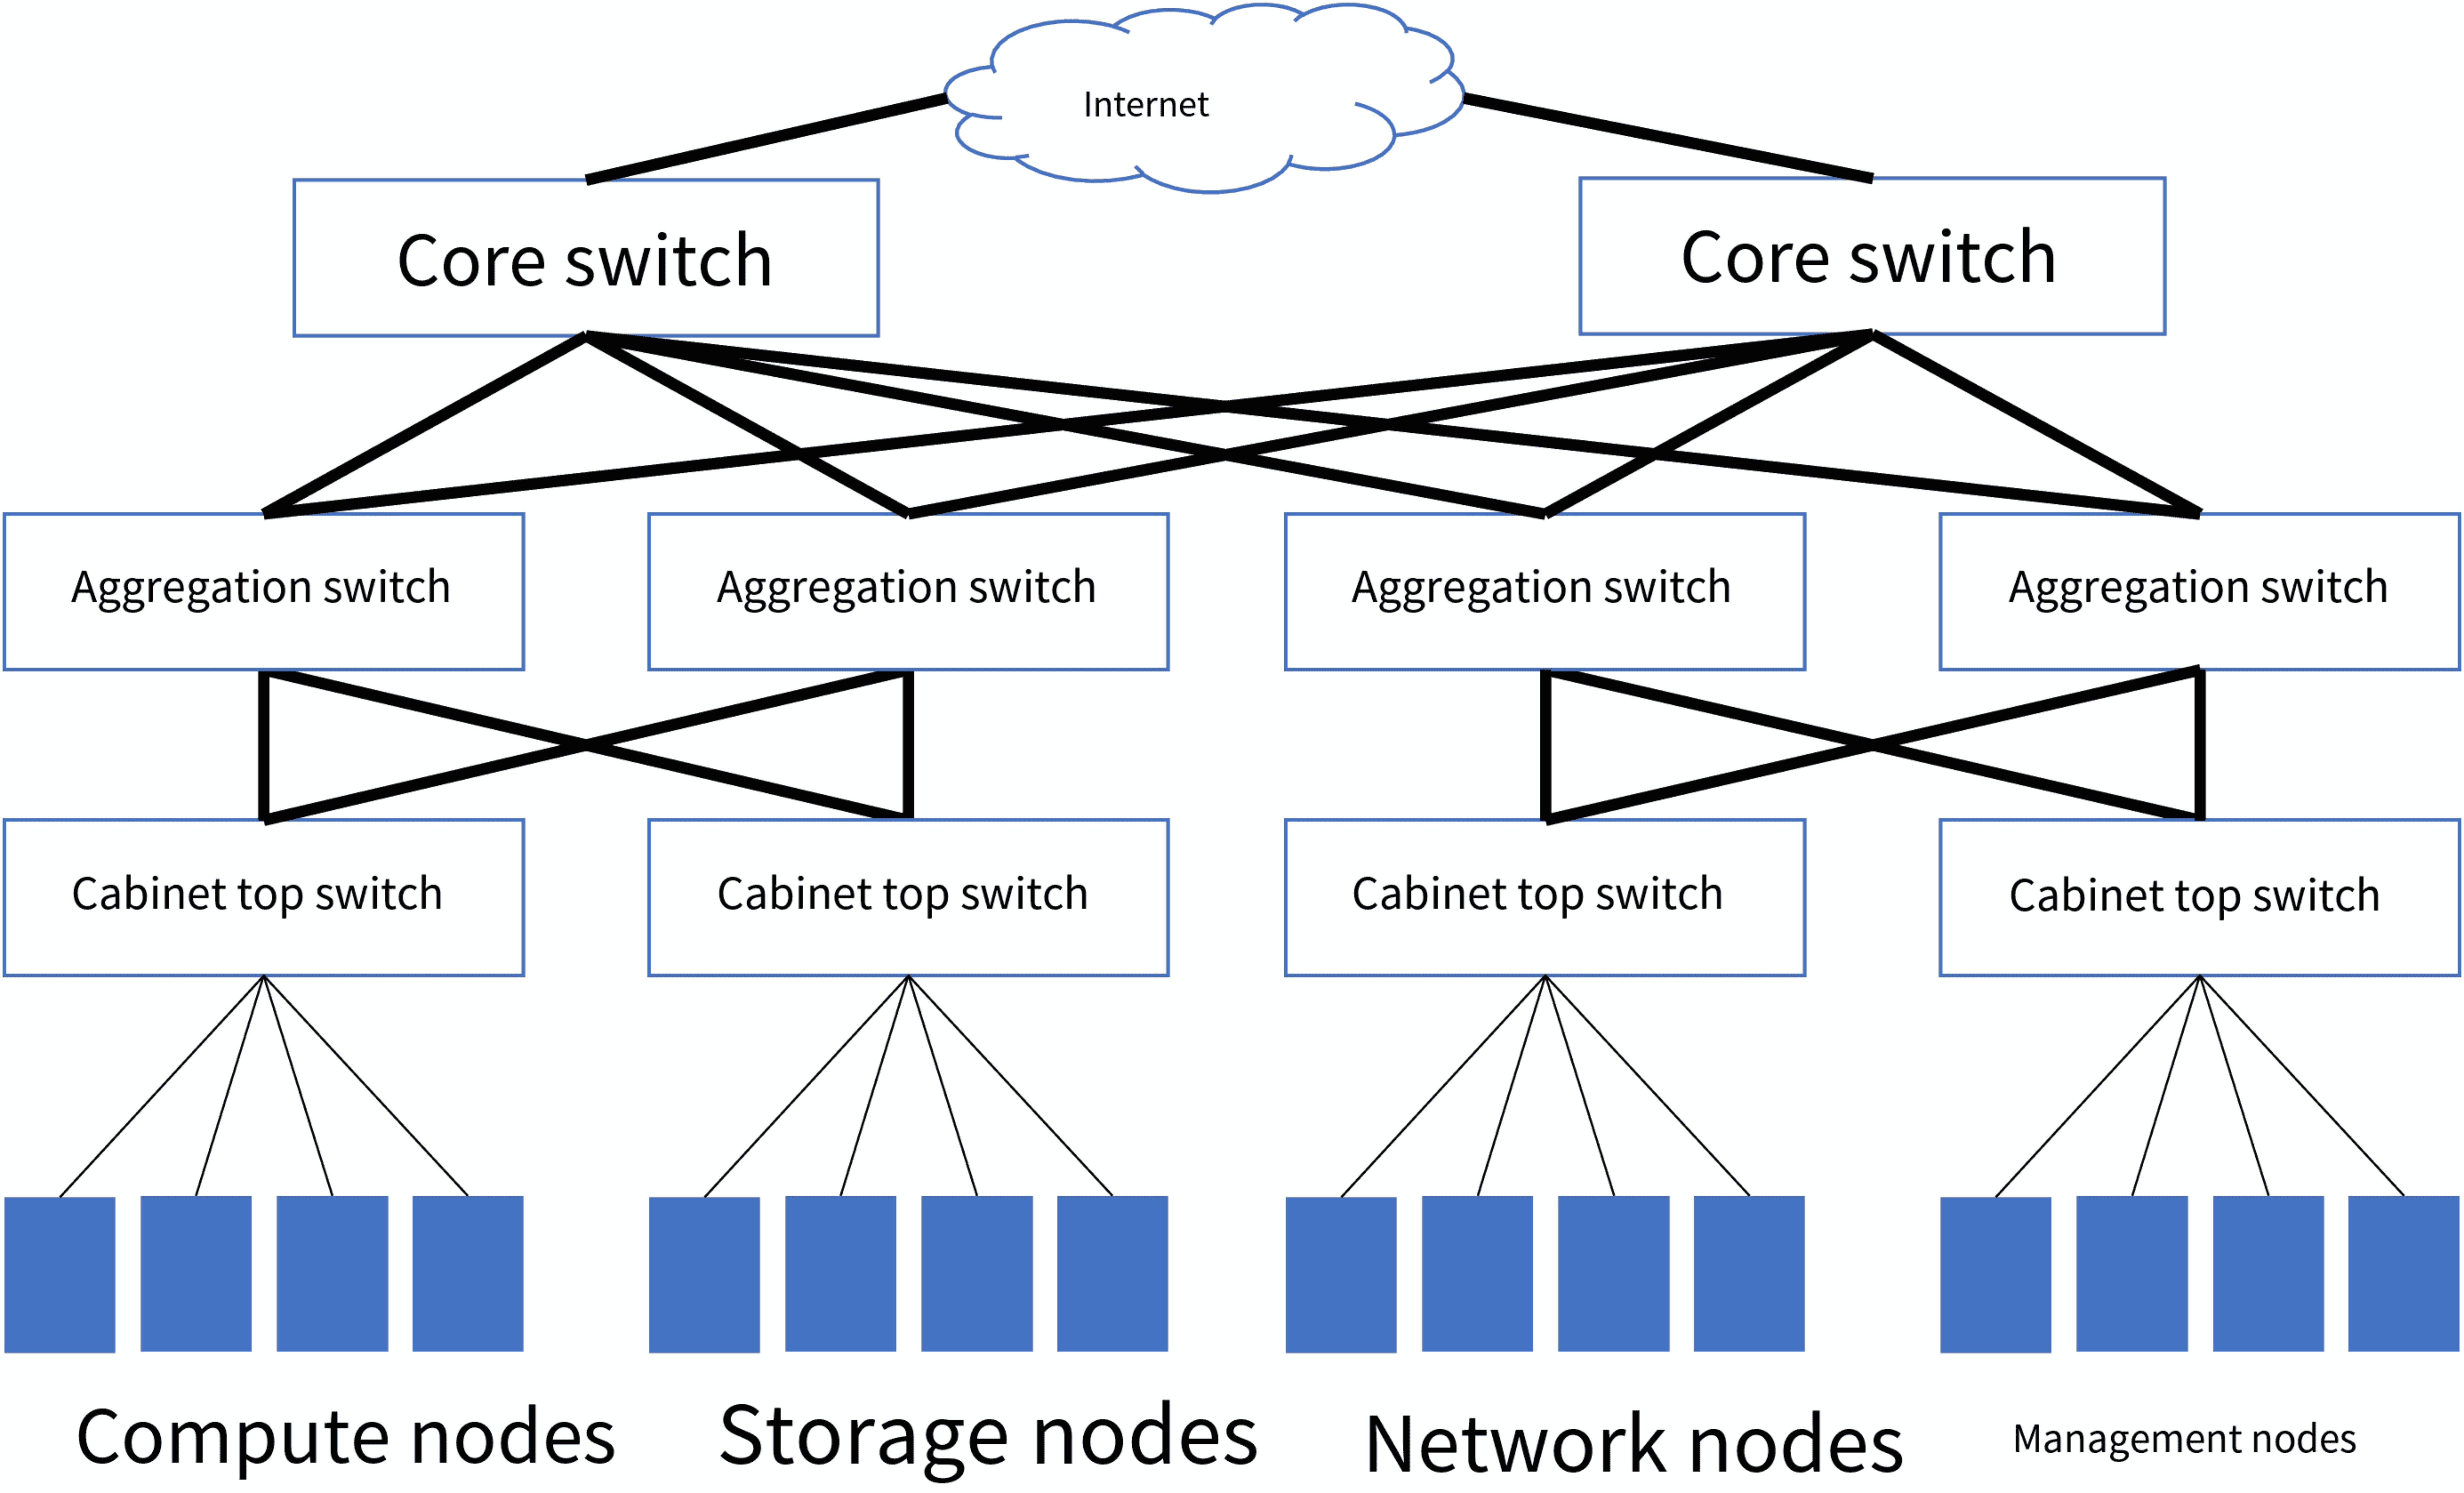 Internet
Core switch
Core switch
Aggregation switch
Aggregation switch
Aggregation switch
Aggregation switch
Cabinet top switch
Cabinet top switch
Cabinet top switch
Cabinet top switch
Compute nodes
Storage nodes
Network nodes
Management nodes